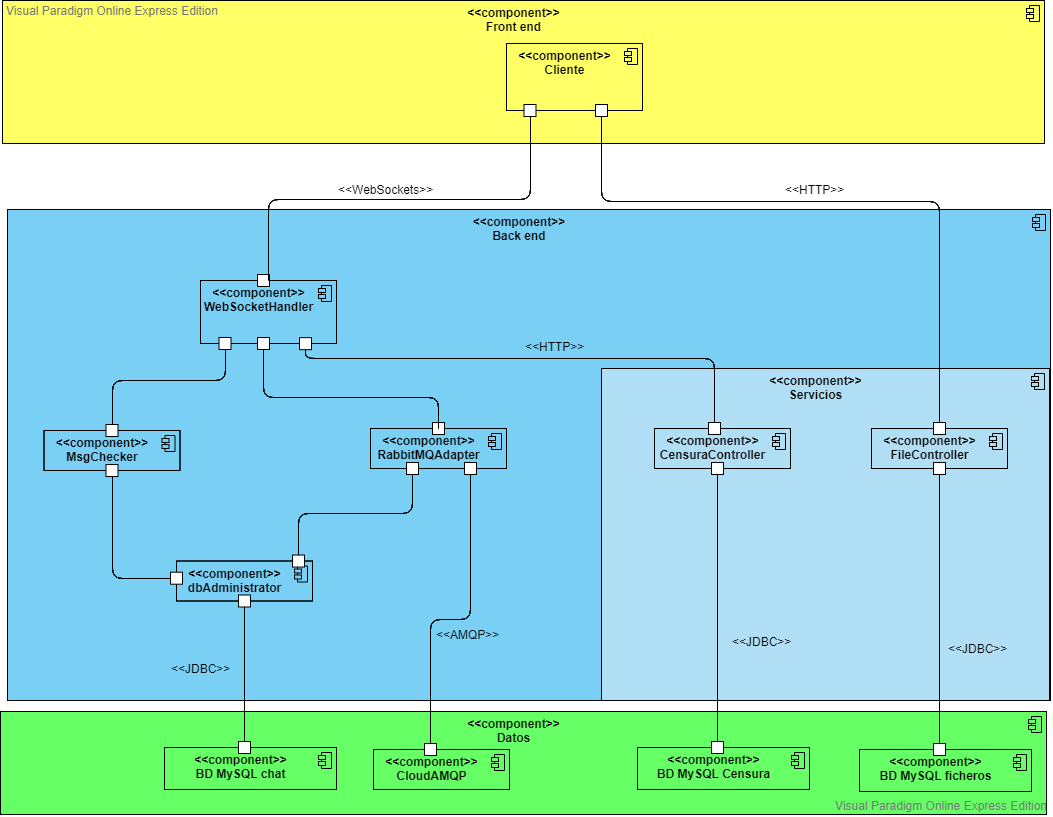 Visual Paradigm Online Express Edition
<<component>>
Front end
<<component>>
Cliente
<<WebSockets>>
<<HTTP>>
<<component>>
Back end
<<component>>
WebSocketHandler
<<HTTP>>
<<component>>
Servicios
<<component>>
MsgChecker
<<component>>
RabbitMQAdapter
<<component>>
CensuraController
<<component>>
FileController
<<component>>
dbAdministrator
<<AMQP>>
<<JDBC>>
<<JDBC>>
<<JDBC>>
<<component>>
Datos
<<component>>
BD MySQL chat
<<component>>
CloudAMQP
<<component>>
BD MySQL Censura
<<component>>
BD MySQL ficheros
Visual Paradigm Online Express Edition